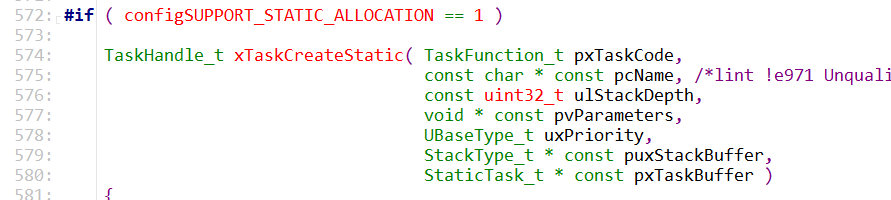 572: #if ( configSUPPORT_STATIC_ALLOCATION == 1 )
573:
574: TaskHandle_t xTaskCreateStatic( TaskFunction_t pxTaskCode,
575: const char * const pcName, /*lint !e971 Unquali
576: const uint32_t ulStackDepth,
577: void * const pvParameters,
578: UBaseType_t uxPriority,
579: StackType_t * const puxStackBuffer,
580: StaticTask_t * const pxTaskBuffer )
581: {